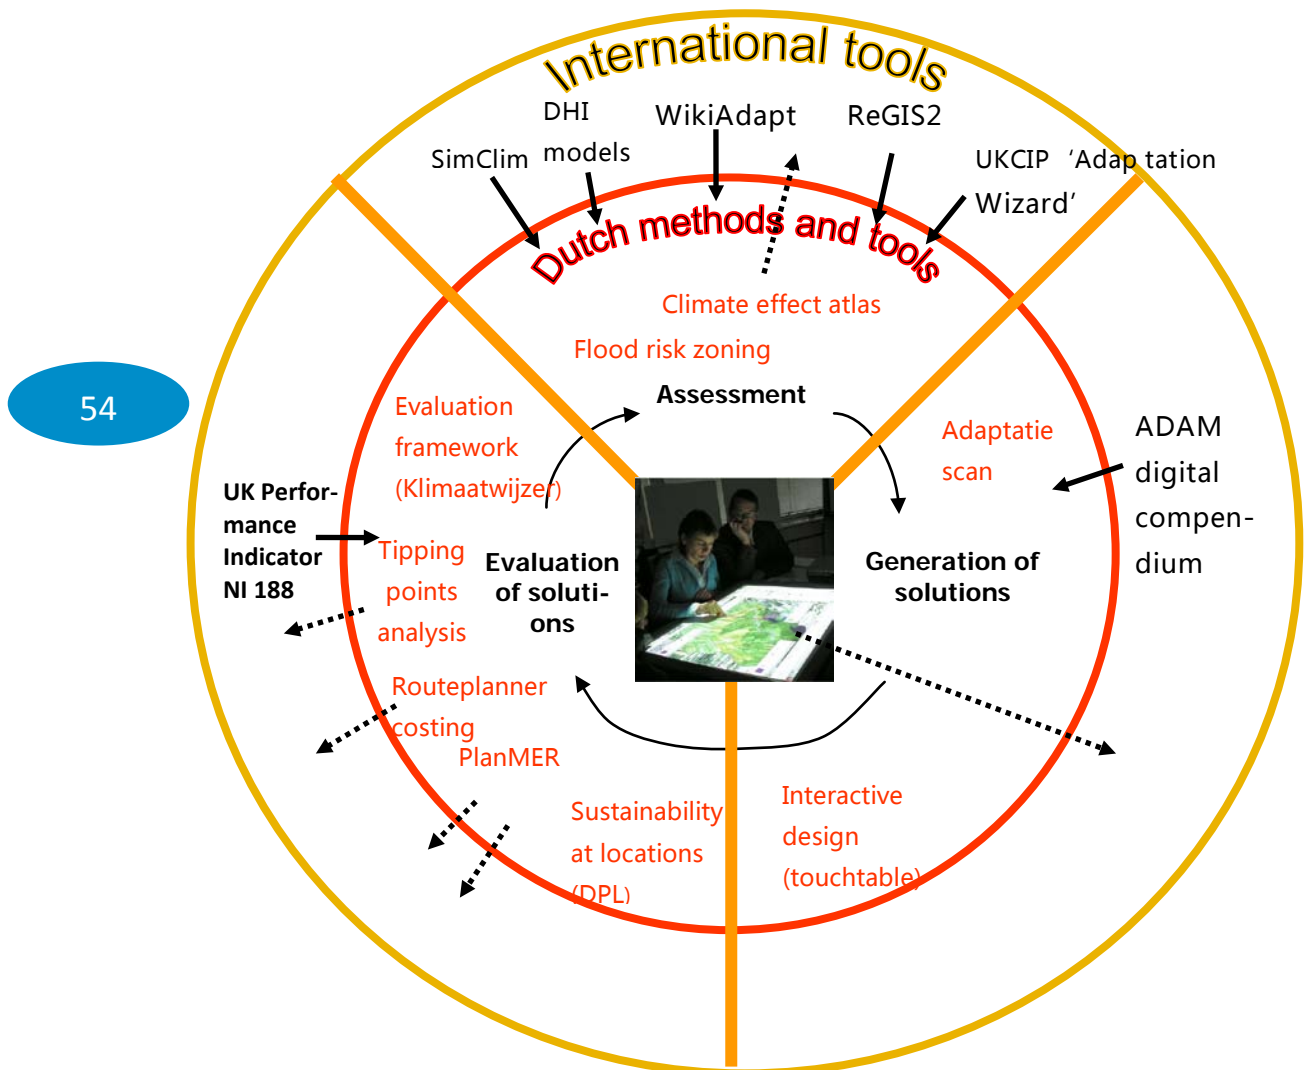 International tools
DHI
models
WikiAdapt
ReGIS2
SimClim
UKCIP ‘Adap tation
Wizard’
Dutch methods and tools
Climate effect atlas
Flood risk zoning
Assessment
54
Evaluation
framework
(Klimaatwijzer)
Adaptatie
scan
ADAM
digital
compen-
dium
UK Perfor-
mance
Indicator
NI 188
Tipping
points
analysis
Evaluation
of soluti-
ons
Generation of
solutions
Routeplanner
costing
PlanMER
Sustainability
at locations
(DPL)
Interactive
design
(touchtable)